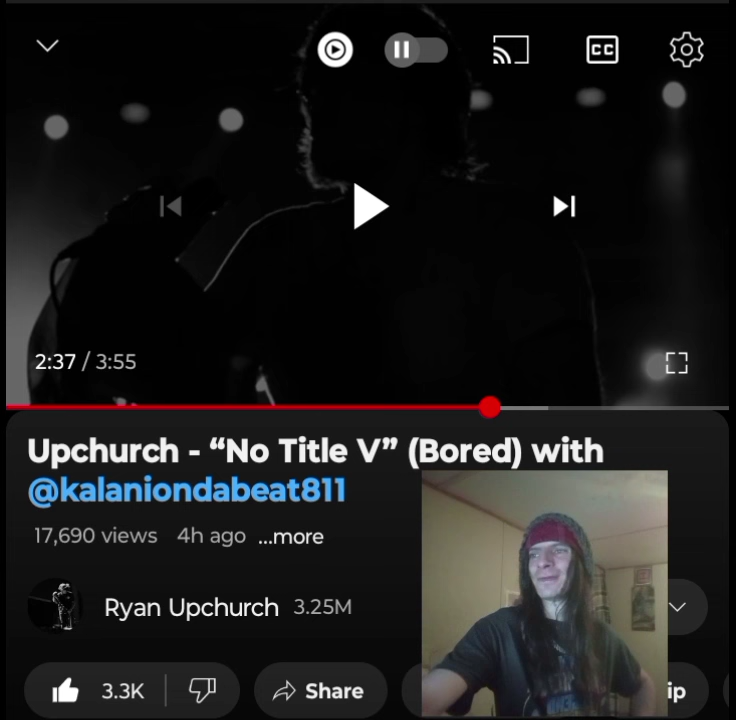 CC
2:37 / 3:55
Upchurch - “No Title V” (Bored) with
@kalaniondabeat811
17,690 views 4h ago ...more
Ryan Upchurch 3.25M
3.3K Share ip